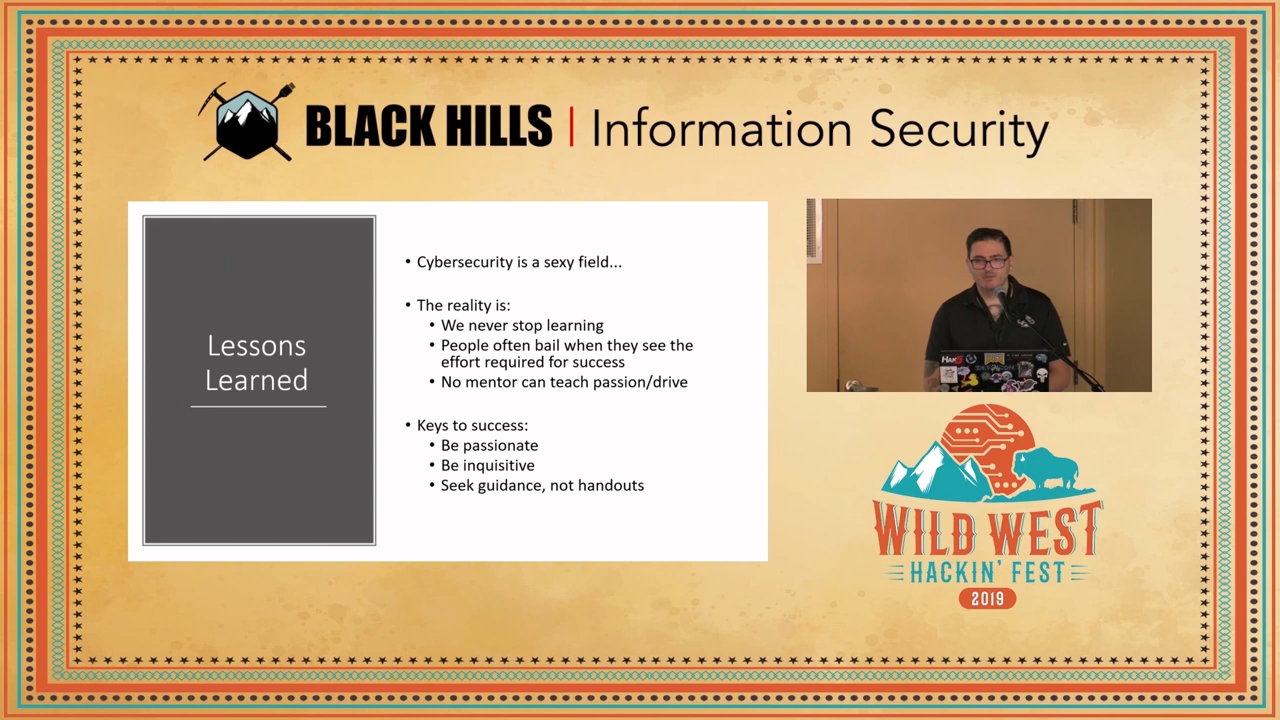 BLACK HILLS | Information Security
Lessons
Learned
• Cybersecurity is a sexy field...
• The reality is:
• We never stop learning
• People often bail when they see the
effort required for success
• No mentor can teach passion/drive
• Keys to success:
• Be passionate
• Be inquisitive
• Seek guidance, not handouts
WILD WEST
HACKIN' FEST
2019